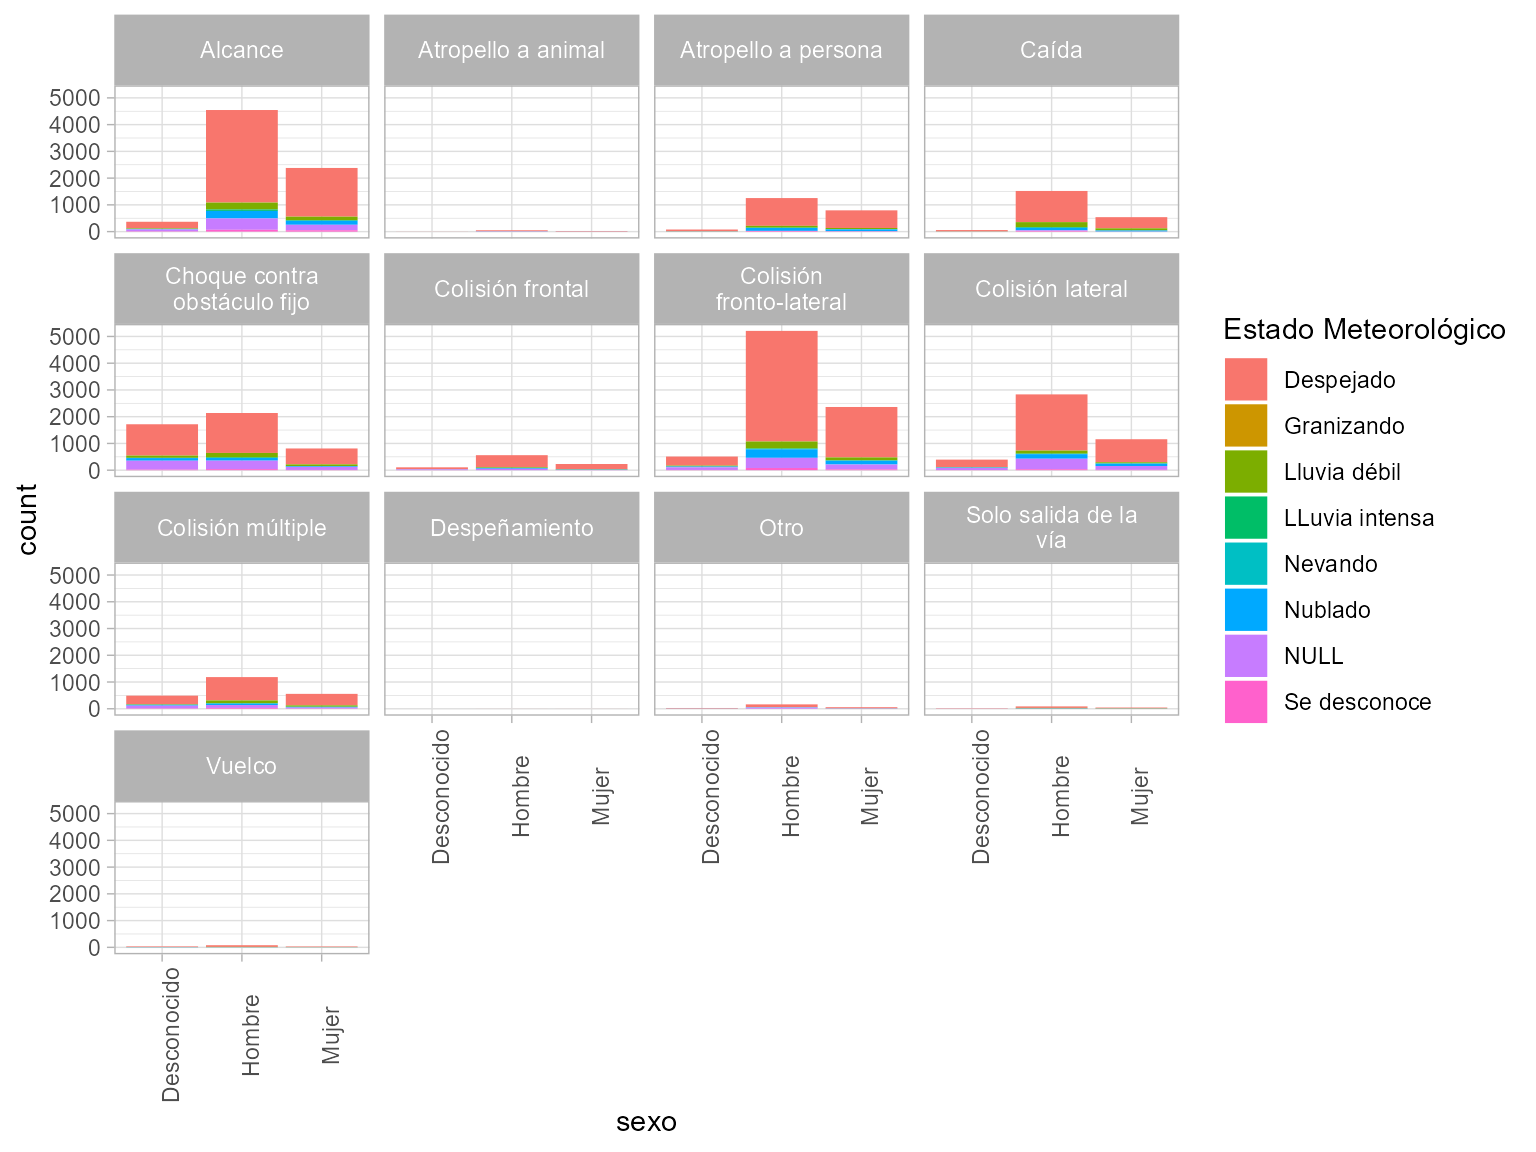 Alcance
Atropello a animal
Atropello a persona
Caída
5000
4000
3000
2000
1000
0
Choque contra
obstáculo fijo
Colisión frontal
Colisión
fronto-lateral
Colisión lateral
5000
4000
3000
2000
1000
0
Colisión múltiple
Despeñamiento
Otro
Solo salida de la
vía
5000
4000
3000
2000
1000
0
Desconocido
Hombre
Mujer
Desconocido
Hombre
Mujer
Desconocido
Hombre
Mujer
Vuelco
5000
4000
3000
2000
1000
0
Desconocido
Hombre
Mujer
count
sexo
Estado Meteorológico
Despejado
Granizando
Lluvia débil
LLuvia intensa
Nevando
Nublado
NULL
Se desconoce